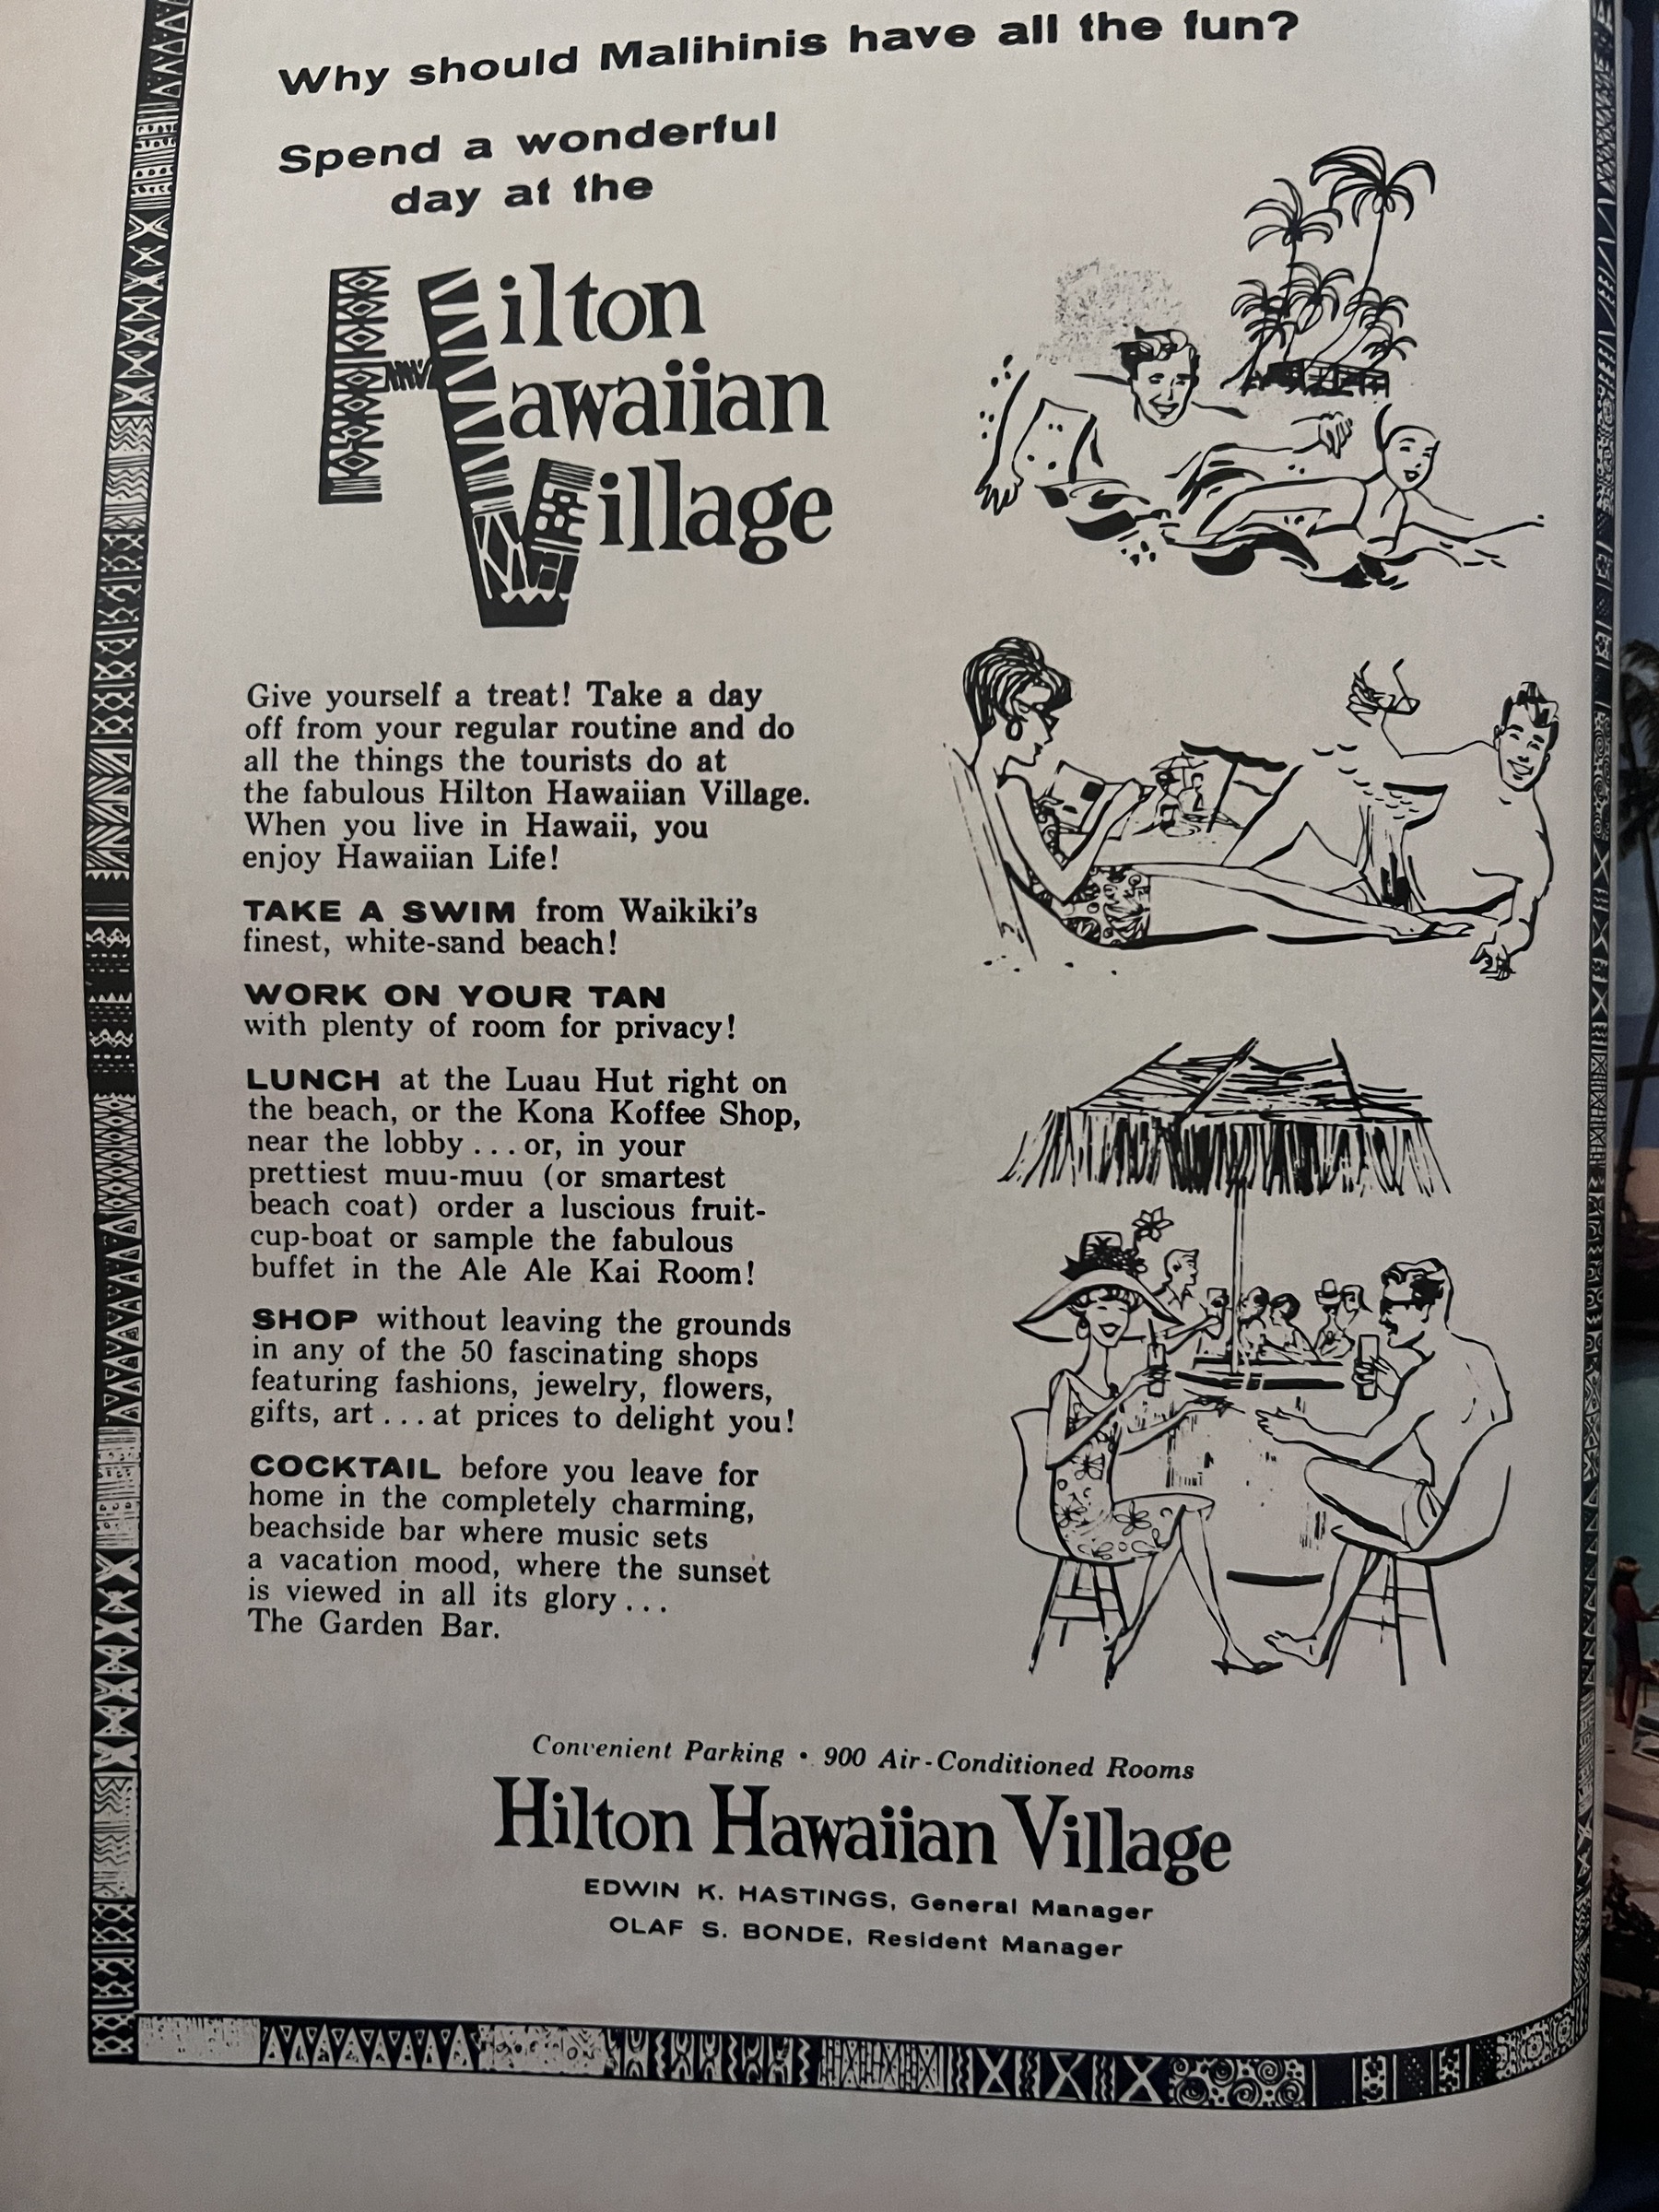 Why should Malihinis have all the fun?
Spend a wonderful
day at the
Hilton
Hawaiian
Village
Give yourself a treat! Take a day
off from your regular routine and do
all the things the tourists do at
the fabulous Hilton Hawaiian Village.
When you live in Hawaii, you
enjoy Hawaiian Life!
TAKE A SWIM from Waikiki's
finest, white-sand beach!
WORK ON YOUR TAN
with plenty of room for privacy!
LUNCH at the Luau Hut right on
the beach, or the Kona Koffee Shop,
near the lobby ... or, in your
prettiest muu-muu (or smartest
beach coat) order a luscious fruit-
cup-boat or sample the fabulous
buffet in the Ale Ale Kai Room!
SHOP without leaving the grounds
in any of the 50 fascinating shops
featuring fashions, jewelry, flowers,
gifts, art ... at prices to delight you!
COCKTAIL before you leave for
home in the completely charming,
beachside bar where music sets
a vacation mood, where the sunset
is viewed in all its glory ...
The Garden Bar.
Convenient Parking • 900 Air-Conditioned Rooms
Hilton Hawaiian Village
EDWIN K. HASTINGS, General Manager
OLAF S. BONDE, Resident Manager